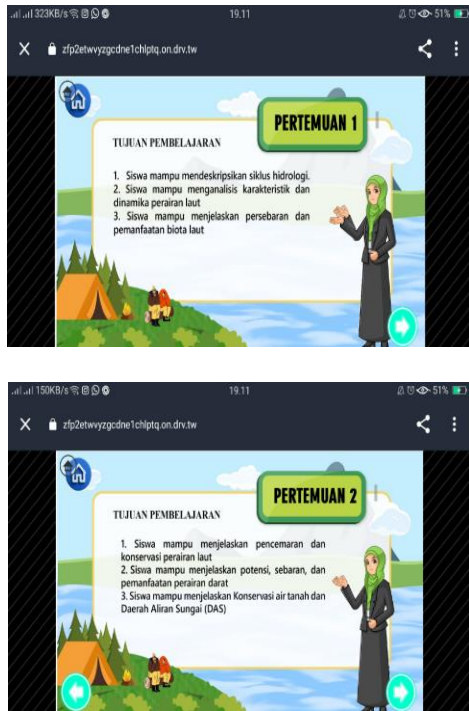 323KB/s
19.11
51%
zfp2etwvyzgcdne1chlptq.on.drv.tw
PERTEMUAN 1
TUJUAN PEMBELAJARAN
1. Siswa mampu mendeskripsikan siklus hidrologi.
2. Siswa mampu menganalisis karakteristik dan
dinamika perairan laut
3. Siswa mampu menjelaskan persebaran dan
pemanfaatan biota laut
150KB/s
19.11
51%
zfp2etwvyzgcdne1chlptq.on.drv.tw
PERTEMUAN 2
TUJUAN PEMBELAJARAN
1. Siswa mampu menjelaskan pencemaran dan
konservasi perairan laut
2. Siswa mampu menjelaskan potensi, sebaran, dan
pemanfaatan perairan darat
3. Siswa mampu menjelaskan Konservasi air tanah dan
Daerah Aliran Sungai (DAS)